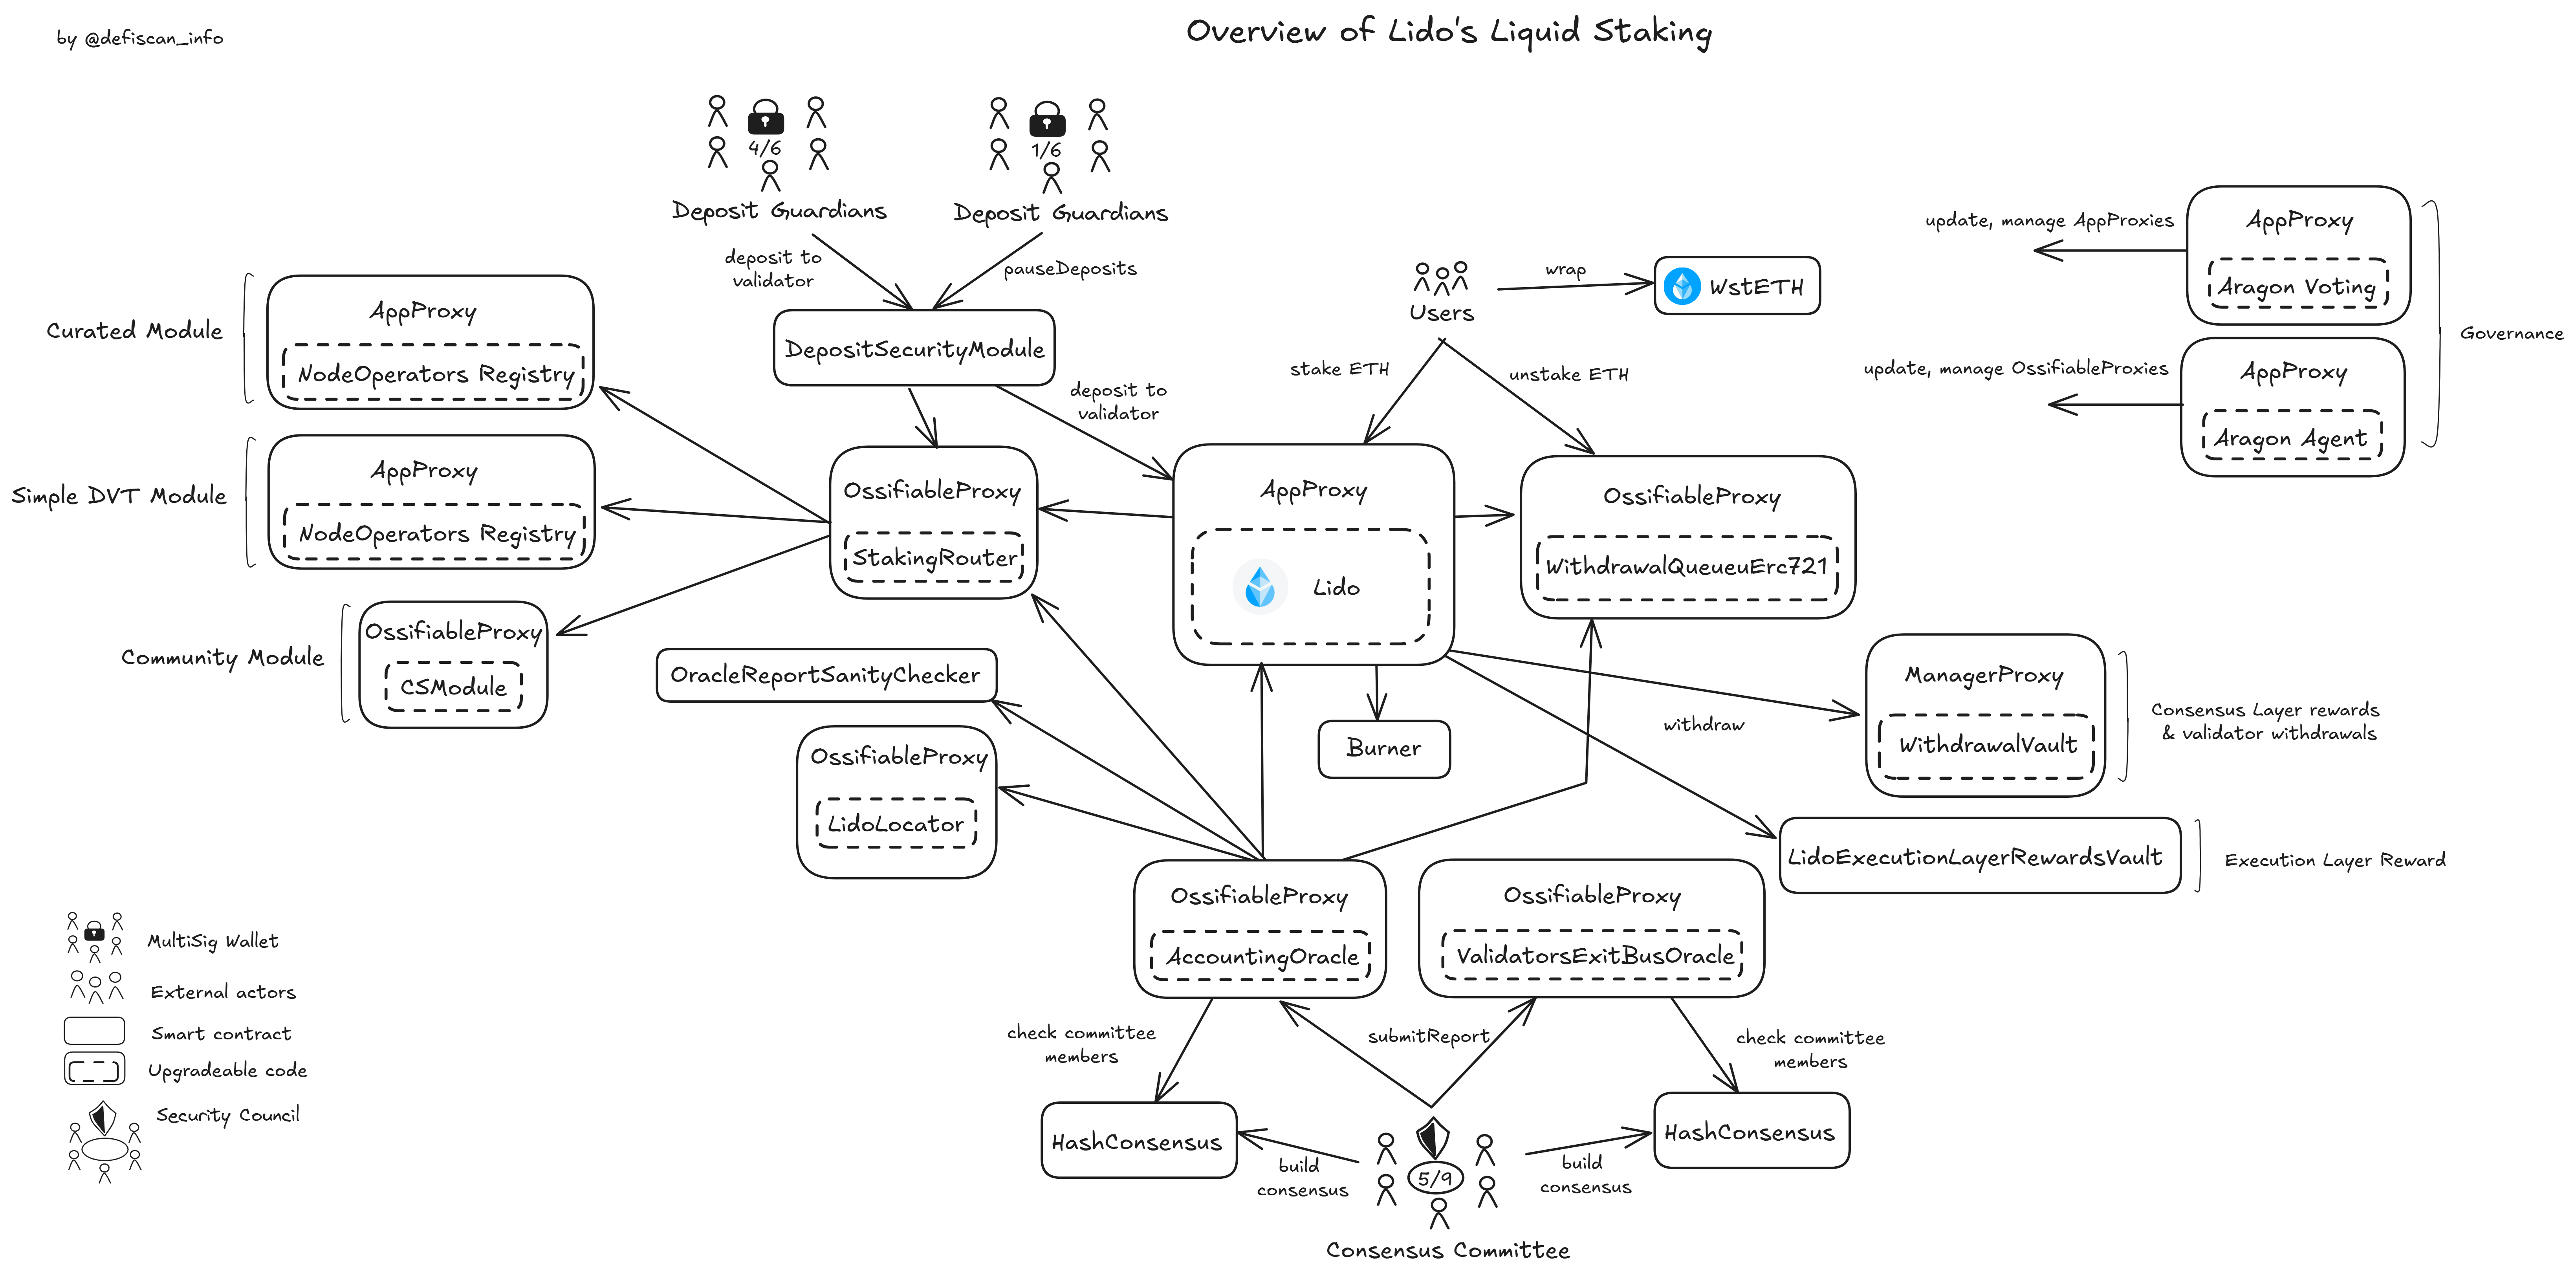 Overview of Lido's Liquid Staking
by @defiscan_info
4/6
Deposit Guardians
1/6
Deposit Guardians
deposit to
validator
pauseDeposits
DepositSecurityModule
deposit to
validator
Users
wrap
WstETH
stake ETH
unstake ETH
update, manage AppProxies
AppProxy
Aragon Voting
update, manage OssifiableProxies
AppProxy
Aragon Agent
Governance
Curated Module
AppProxy
NodeOperators Registry
Simple DVT Module
AppProxy
NodeOperators Registry
Community Module
OssifiableProxy
CSModule
OssifiableProxy
StakingRouter
AppProxy
Lido
OssifiableProxy
WithdrawalQueueuErc721
OracleReportSanityChecker
OssifiableProxy
LidoLocator
Burner
withdraw
ManagerProxy
WithdrawalVault
Consensus Layer rewards
& validator withdrawals
LidoExecutionLayerRewardsVault
Execution Layer Reward
OssifiableProxy
AccountingOracle
OssifiableProxy
ValidatorsExitBusOracle
check committee
members
submitReport
check committee
members
HashConsensus
build
consensus
5/9
Consensus Committee
build
consensus
HashConsensus
MultiSig Wallet
External actors
Smart contract
Upgradeable code
Security Council